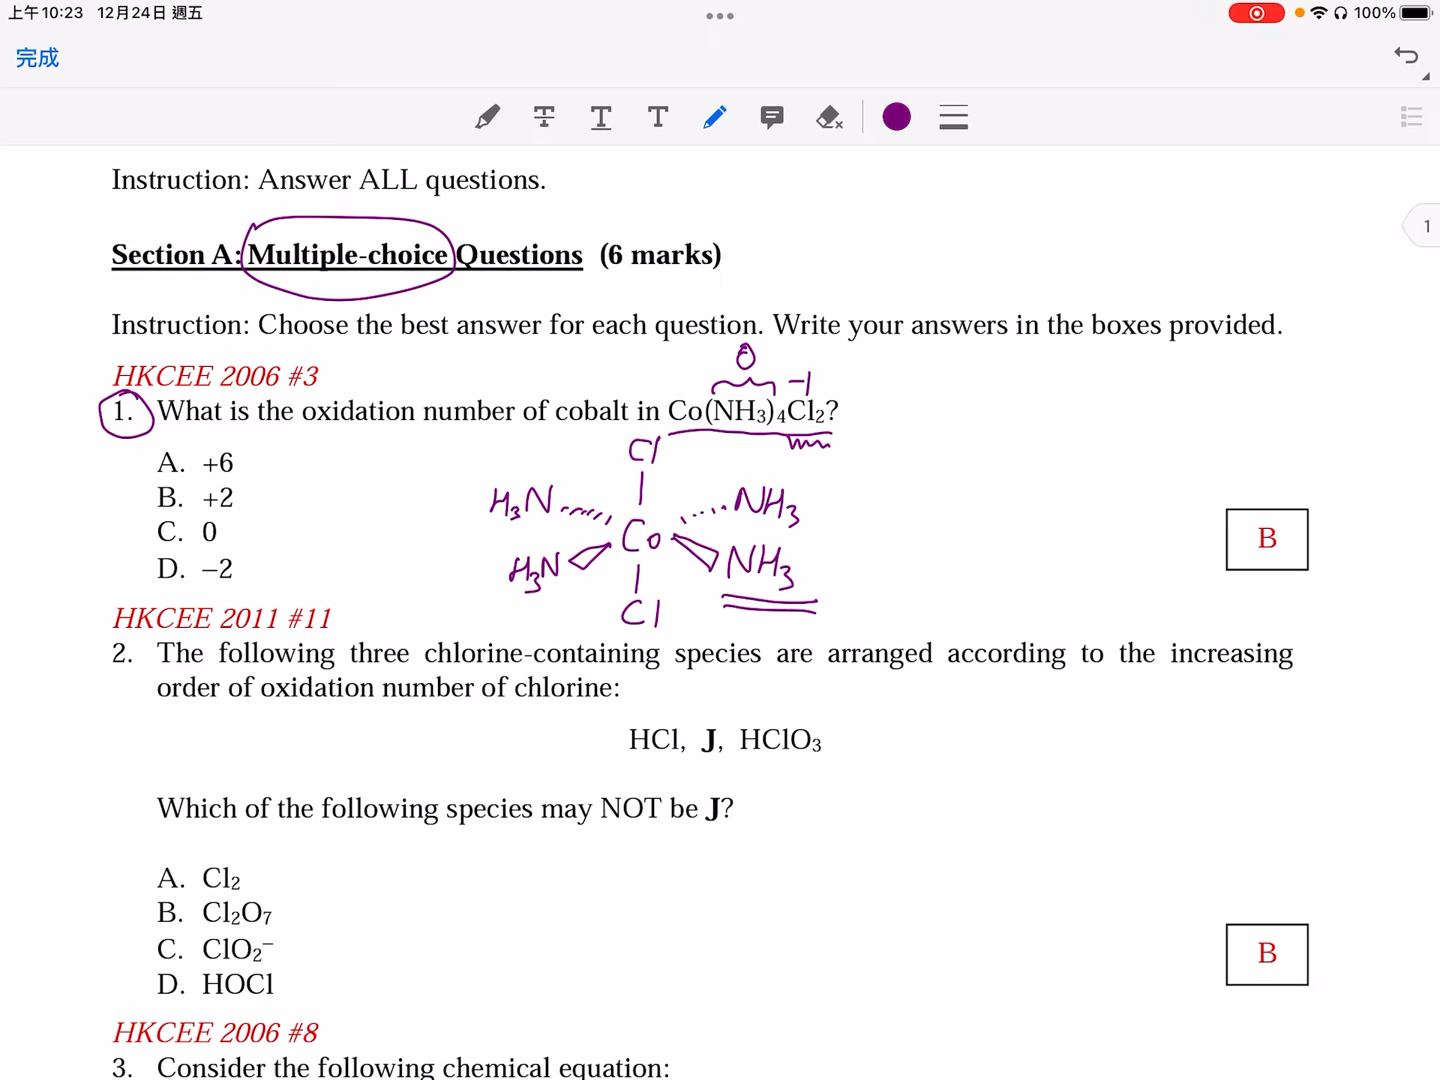 上午10:23 12月24日 週五
100%
完成
1
Instruction: Answer ALL questions.
Section A: Multiple-choice Questions (6 marks)
Instruction: Choose the best answer for each question. Write your answers in the boxes provided.
0
HKCEE 2006 #3
-1
1. What is the oxidation number of cobalt in Co(NH₃)₄Cl₂?
Cl
A. +6
B. +2
H₃N NH₃
C. 0
Co
B
D. –2
H₃N NH₃
Cl
HKCEE 2011 #11
2. The following three chlorine-containing species are arranged according to the increasing
order of oxidation number of chlorine:
HCl, J, HClO₃
Which of the following species may NOT be J?
A. Cl₂
B. Cl₂O₇
C. ClO₂⁻
B
D. HOCl
HKCEE 2006 #8
3. Consider the following chemical equation: